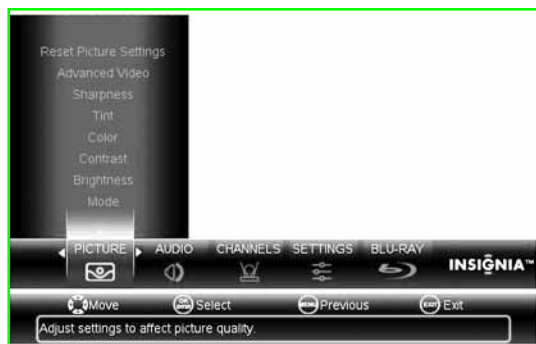 Reset Picture Settings
Advanced Video
Sharpness
Tint
Color
Contrast
Brightness
Mode
PICTURE AUDIO CHANNELS SETTINGS BLU-RAY
INSIGNIA™
Move OK ENTER Select MENU Previous EXIT Exit
Adjust settings to affect picture quality.